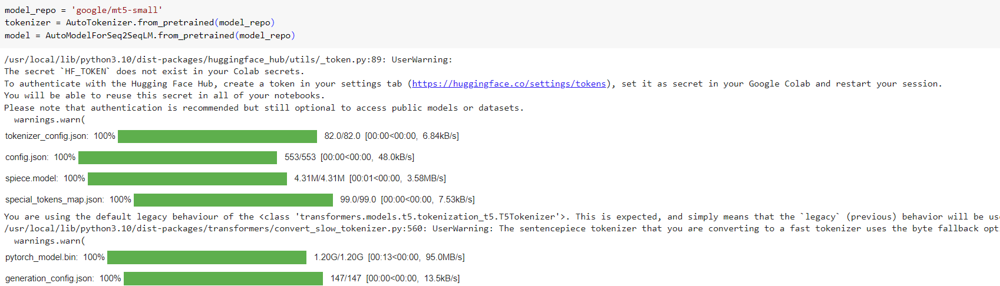 model_repo = 'google/mt5-small'
tokenizer = AutoTokenizer.from_pretrained(model_repo)
model = AutoModelForSeq2SeqLM.from_pretrained(model_repo)
/usr/local/lib/python3.10/dist-packages/huggingface_hub/utils/_token.py:89: UserWarning:
The secret `HF_TOKEN` does not exist in your Colab secrets.
To authenticate with the Hugging Face Hub, create a token in your settings tab (https://huggingface.co/settings/tokens), set it as secret in your Google Colab and restart your session.
You will be able to reuse this secret in all of your notebooks.
Please note that authentication is recommended but still optional to access public models or datasets.
  warnings.warn(
tokenizer_config.json: 100% 82.0/82.0 [00:00<00:00, 6.84kB/s]
config.json: 100% 553/553 [00:00<00:00, 48.0kB/s]
spiece.model: 100% 4.31M/4.31M [00:01<00:00, 3.58MB/s]
special_tokens_map.json: 100% 99.0/99.0 [00:00<00:00, 7.53kB/s]
You are using the default legacy behaviour of the <class 'transformers.models.t5.tokenization_t5.T5Tokenizer'>. This is expected, and simply means that the `legacy` (previous) behavior will be
/usr/local/lib/python3.10/dist-packages/transformers/convert_slow_tokenizer.py:560: UserWarning: The sentencepiece tokenizer that you are converting to a fast tokenizer uses the byte fallback
  warnings.warn(
pytorch_model.bin: 100% 1.20G/1.20G [00:13<00:00, 95.0MB/s]
generation_config.json: 100% 147/147 [00:00<00:00, 13.5kB/s]